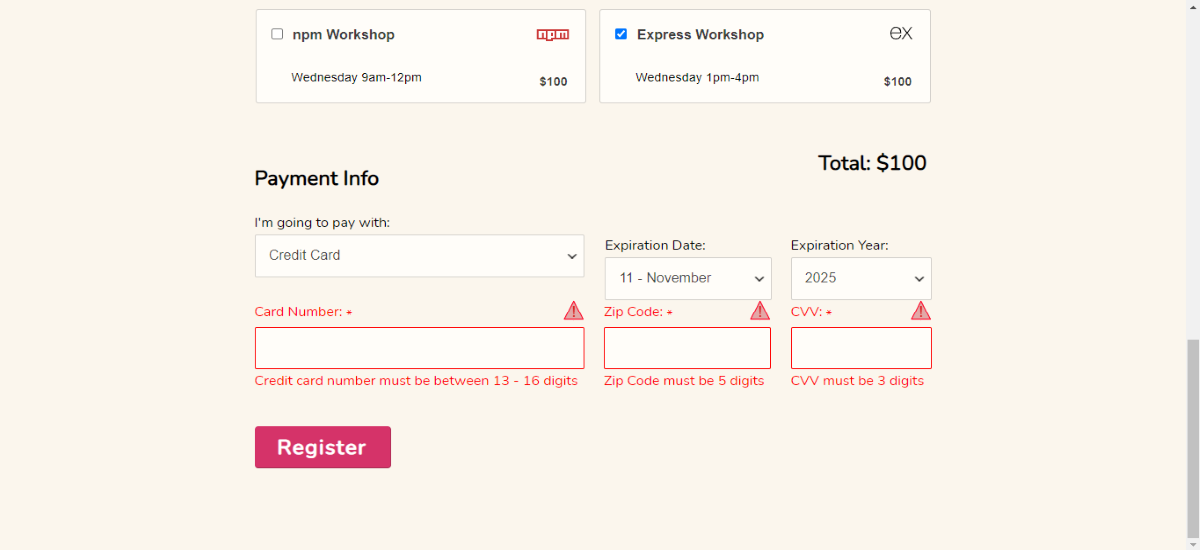 npm Workshop
npm
Wednesday 9am-12pm
$100
Express Workshop
ex
Wednesday 1pm-4pm
$100
Total: $100
Payment Info
I'm going to pay with:
Credit Card
Expiration Date:
11 - November
Expiration Year:
2025
Card Number: *
Credit card number must be between 13 - 16 digits
Zip Code: *
Zip Code must be 5 digits
CVV: *
CVV must be 3 digits
Register